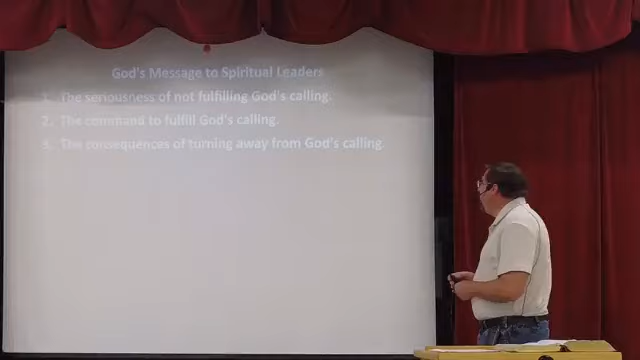 God's Message to Spiritual Leaders
1. The seriousness of not fulfilling God's calling.
2. The command to fulfill God's calling.
3. The consequences of turning away from God's calling.